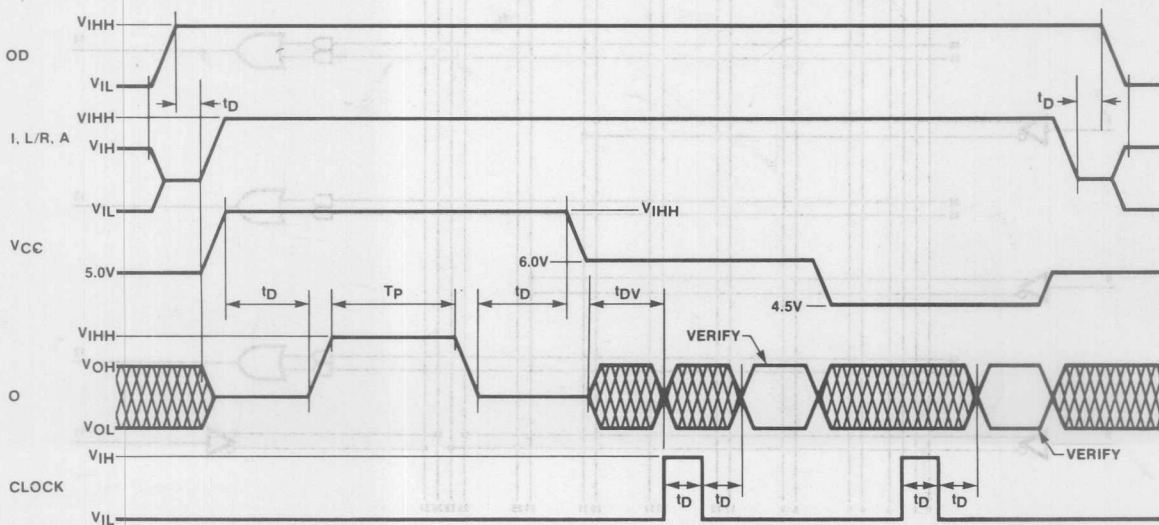 VIHH
OD
VIL
tD
tD
VIHH
I, L/R, A
VIH
VIL
VIHH
VCC
5.0V
6.0V
4.5V
tD
TP
tD
tDV
VIHH
VOH
VERIFY
O
VOL
VERIFY
VIH
CLOCK
tD
tD
tD
tD
VIL